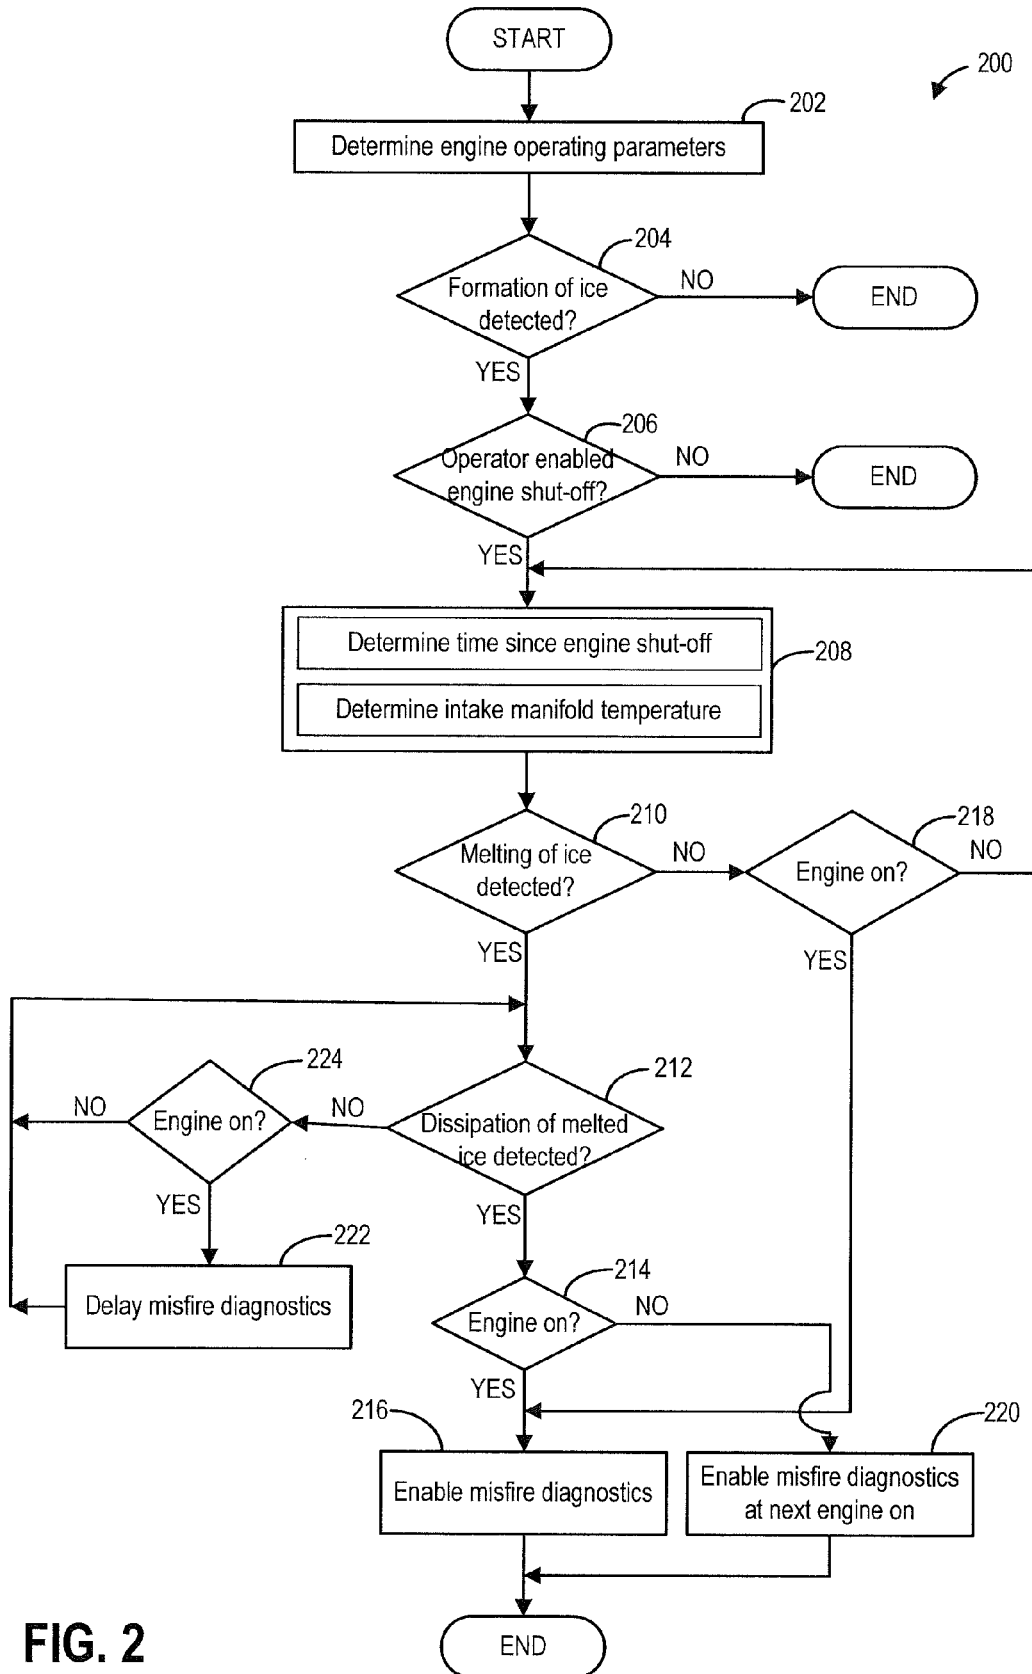 START
200
202
Determine engine operating parameters
204
Formation of ice
detected?
NO
END
YES
206
Operator enabled
engine shut-off?
NO
END
YES
Determine time since engine shut-off
208
Determine intake manifold temperature
210
218
Melting of ice
detected?
NO
Engine on?
NO
YES
YES
224
212
NO
Engine on?
NO
Dissipation of melted
ice detected?
YES
YES
222
214
Delay misfire diagnostics
Engine on?
NO
YES
216
220
Enable misfire diagnostics
Enable misfire diagnostics
at next engine on
END
FIG. 2